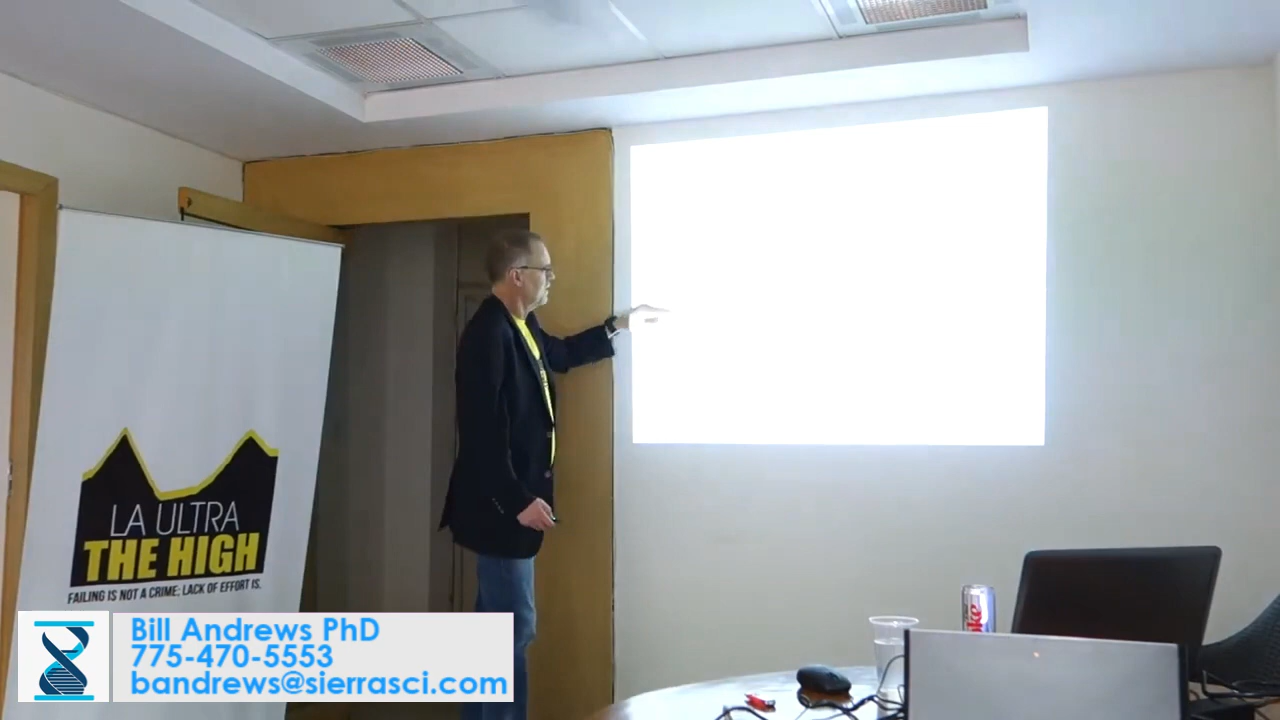 LA ULTRA
THE HIGH
FAILING IS NOT A CRIME; LACK OF EFFORT IS.
Bill Andrews PhD
775-470-5553
bandrews@sierrasci.com